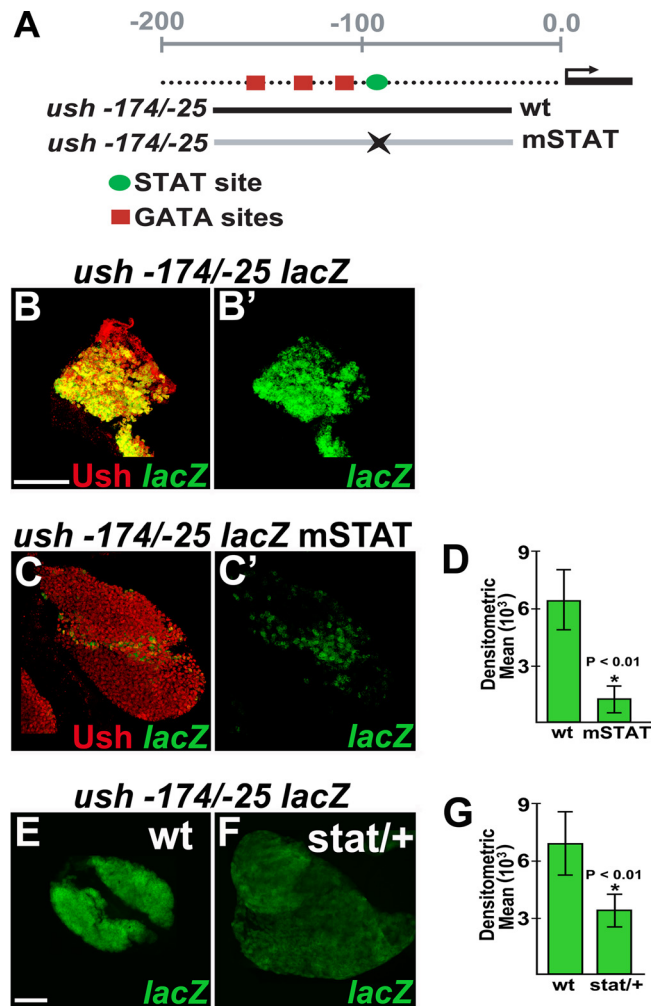 A
-200 -100 0.0
ush -174/-25 wt
ush -174/-25 mSTAT
STAT site
GATA sites
ush -174/-25 lacZ
B B’
Ush lacZ lacZ
ush -174/-25 lacZ mSTAT
C C’
Ush lacZ lacZ
D
Densitometric
Mean (10³)
9
6
3
P < 0.01
*
wt mSTAT
ush -174/-25 lacZ
E wt F stat/+
lacZ lacZ
G
Densitometric
Mean (10³)
9
6
3
P < 0.01
*
wt stat/+